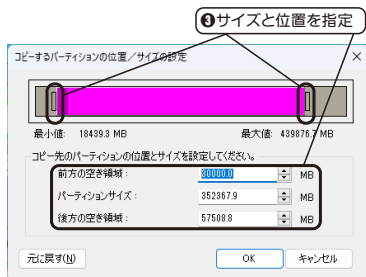 ❸サイズと位置を指定
コピーするパーティションの位置／サイズの設定
最小値: 18439.3 MB
最大値: 439876.7 MB
コピー先のパーティションの位置とサイズを設定してください。
前方の空き領域: 30000.0 MB
パーティションサイズ: 352367.9 MB
後方の空き領域: 57508.8 MB
元に戻す(N)
OK
キャンセル